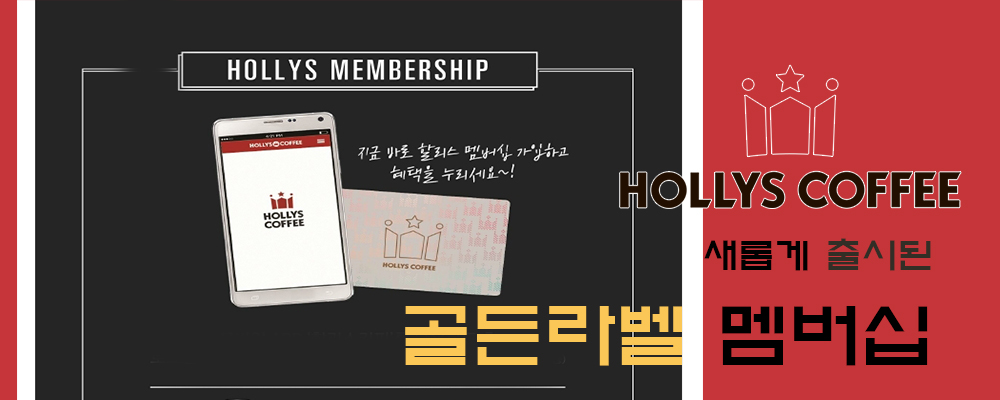 HOLLYS MEMBERSHIP
지금 바로 할리스 멤버십 가입하고
혜택을 누리세요~!
HOLLYS COFFEE
HOLLYS
COFFEE
HOLLYS COFFEE
HOLLYS COFFEE
새롭게 출시된
골든라벨 멤버십